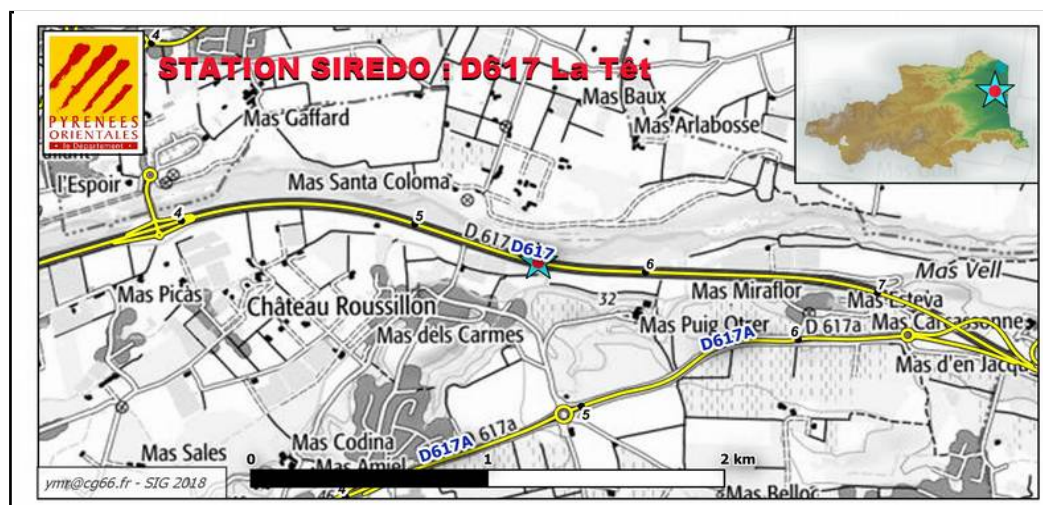 4
STATION SIREDO : D617 La Têt
PYRENEES
ORIENTALES
le Département
Mas Gaffard
Mas Baux
Mas Arlabosse
l'Espoir
Mas Santa Coloma
4
5
D 617
D617
6
Mas Vell
Mas Picas
Château Roussillon
32
Mas Miraflor
7
Mas Esteva
Mas dels Carmes
Mas Puig Oter
D617A
6
D 617a
Mas Carcassonne
Mas d'en Jacqu
5
Mas Codina
D617A
617a
Mas Sales
Mas Amiel
0
1
2 km
46
4
Mas Belloc
ymr@cg66.fr - SIG 2018